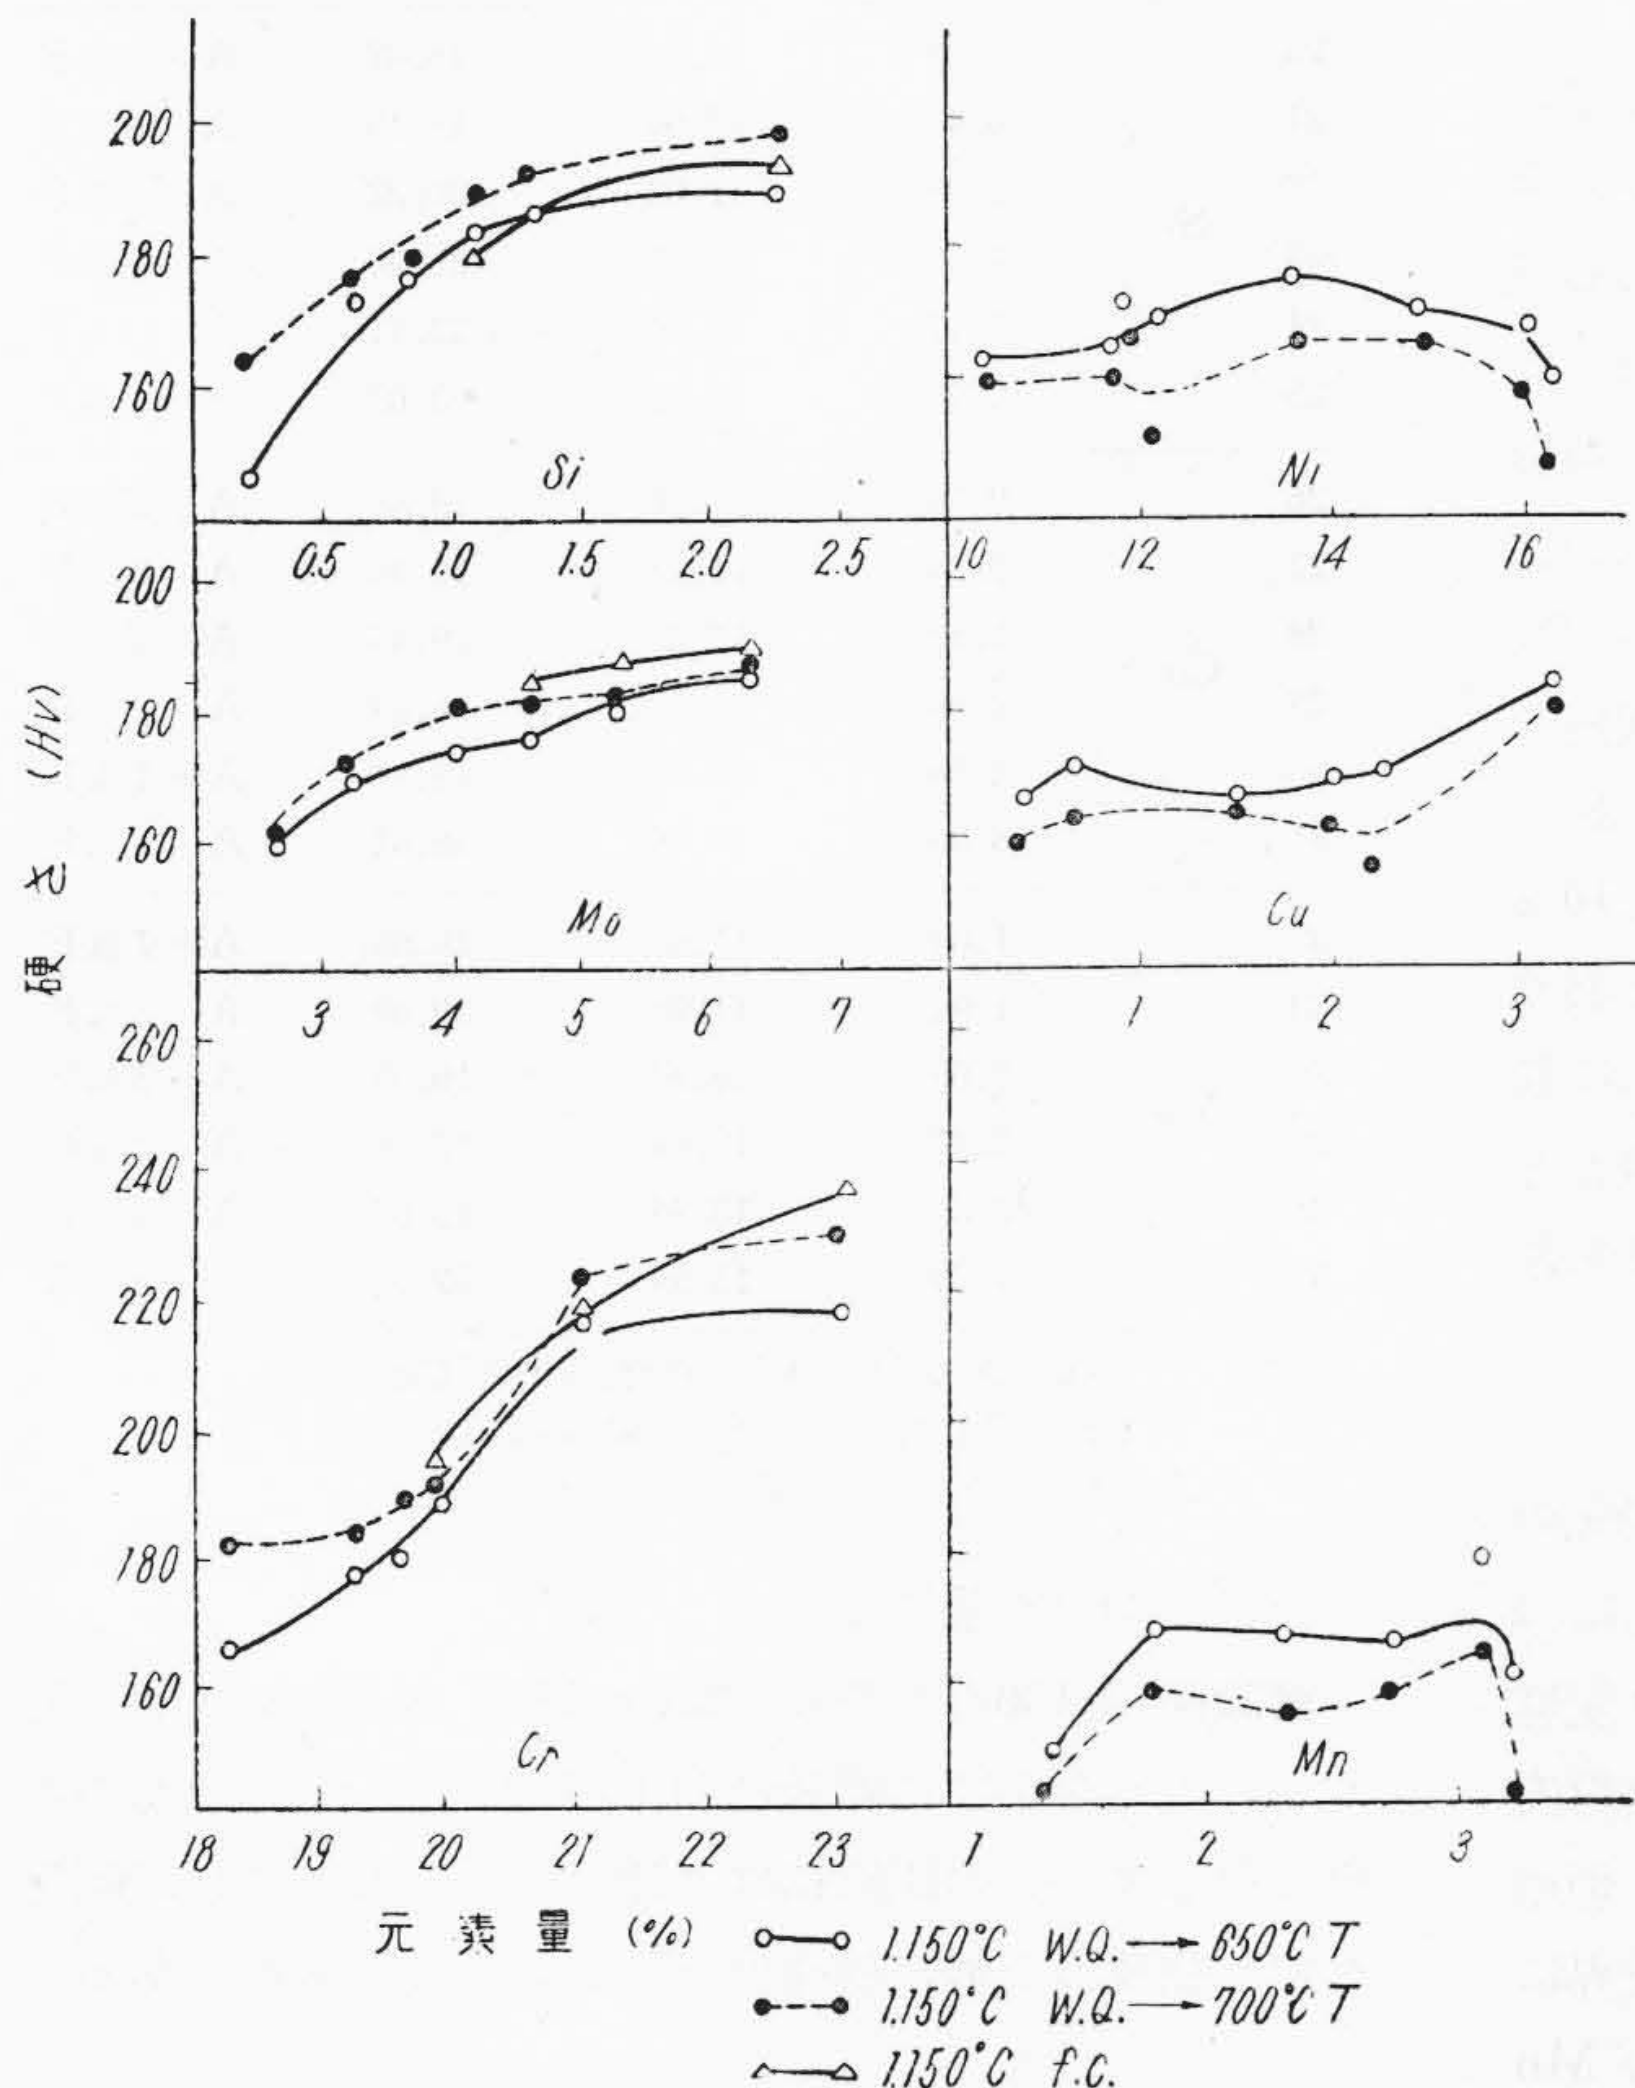 200
180
160
Si
Ni
0.5 1.0 1.5 2.0 2.5
10 12 14 16
200
180
160
Mo
Cu
3 4 5 6 7
1 2 3
硬さ (Hv)
260
240
220
200
180
160
Cr
Mn
18 19 20 21 22 23
1 2 3
元素量 (%)
1.150°C W.Q. → 650°C T
1.150°C W.Q. → 700°C T
1.150°C f.c.